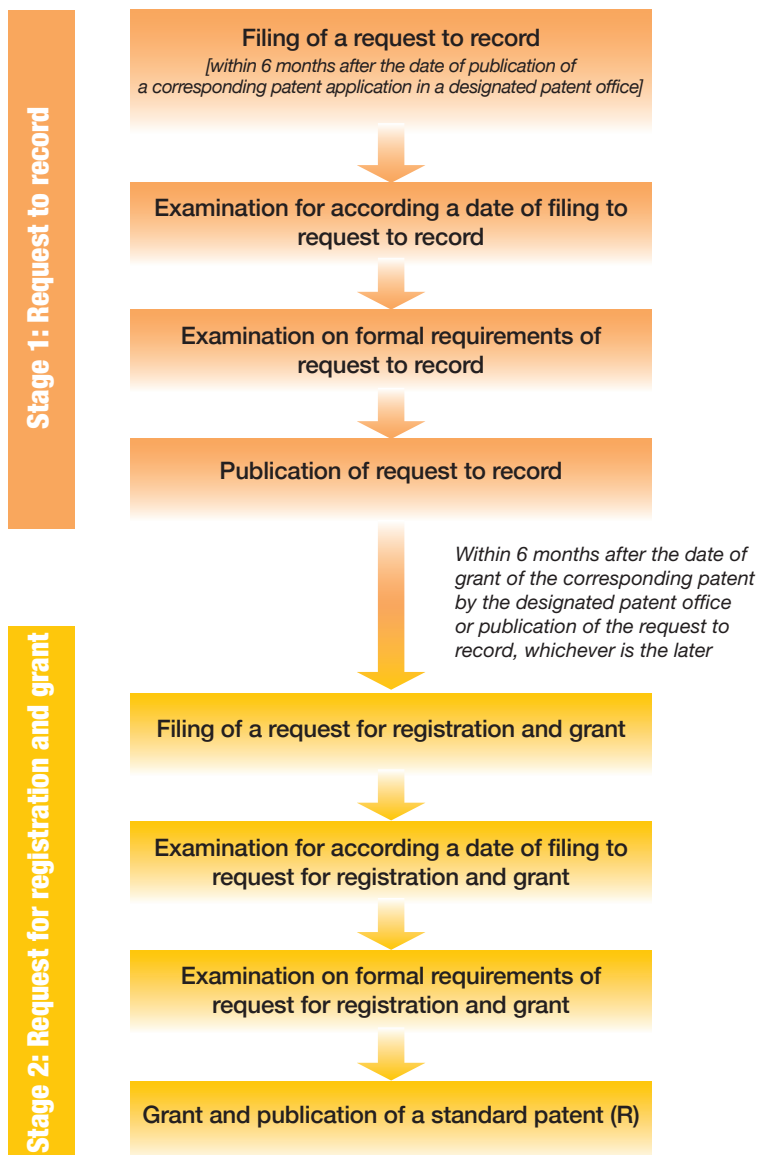 Stage 1: Request to record
Filing of a request to record
[within 6 months after the date of publication of
a corresponding patent application in a designated patent office]
Examination for according a date of filing to
request to record
Examination on formal requirements of
request to record
Publication of request to record
Within 6 months after the date of
grant of the corresponding patent
by the designated patent office
or publication of the request to
record, whichever is the later
Stage 2: Request for registration and grant
Filing of a request for registration and grant
Examination for according a date of filing to
request for registration and grant
Examination on formal requirements of
request for registration and grant
Grant and publication of a standard patent (R)